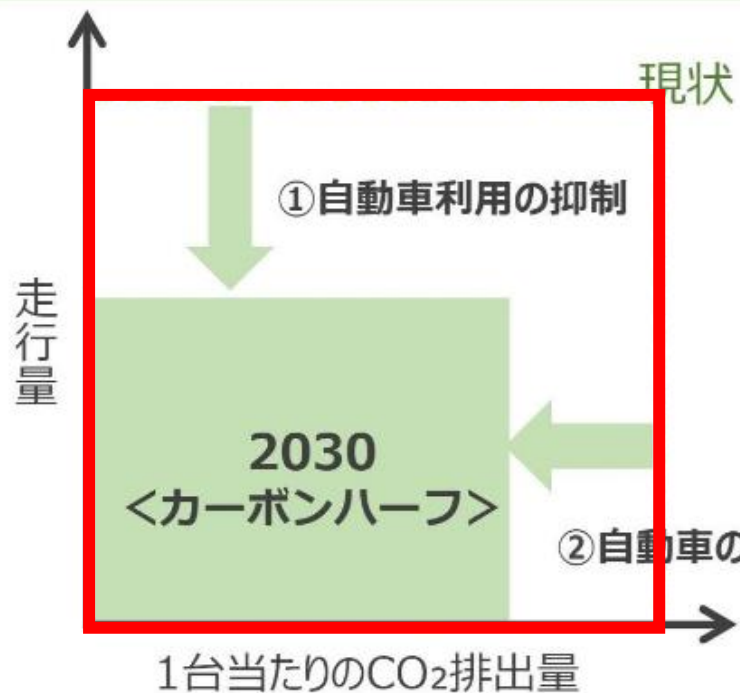 現状
①自動車利用の抑制
走行量
2030
<カーボンハーフ>
②自動車の
1台当たりのCO₂排出量